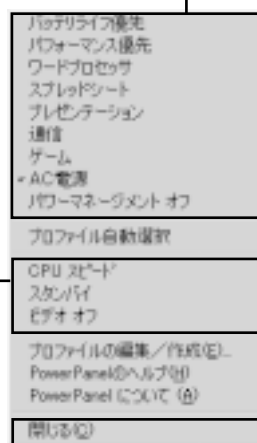 バッテリライフ優先
パフォーマンス優先
ワードプロセッサ
スプレッドシート
プレゼンテーション
通信
ゲーム
AC電源
パワーマネージメント オフ
プロファイル自動選択
CPU スピード
スタンバイ
ビデオ オフ
プロファイルの編集／作成(E)...
PowerPanelのヘルプ(H)
PowerPanel について (A)
閉じる(C)